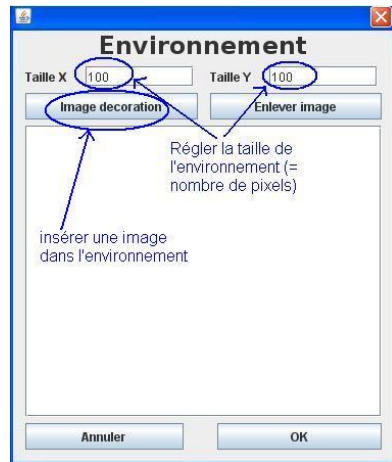 Environnement
Taille X 100 Taille Y 100
Image decoration Enlever image
Régler la taille de
l'environnement (=
nombre de pixels)
insérer une image
dans l'environnement
Annuler OK